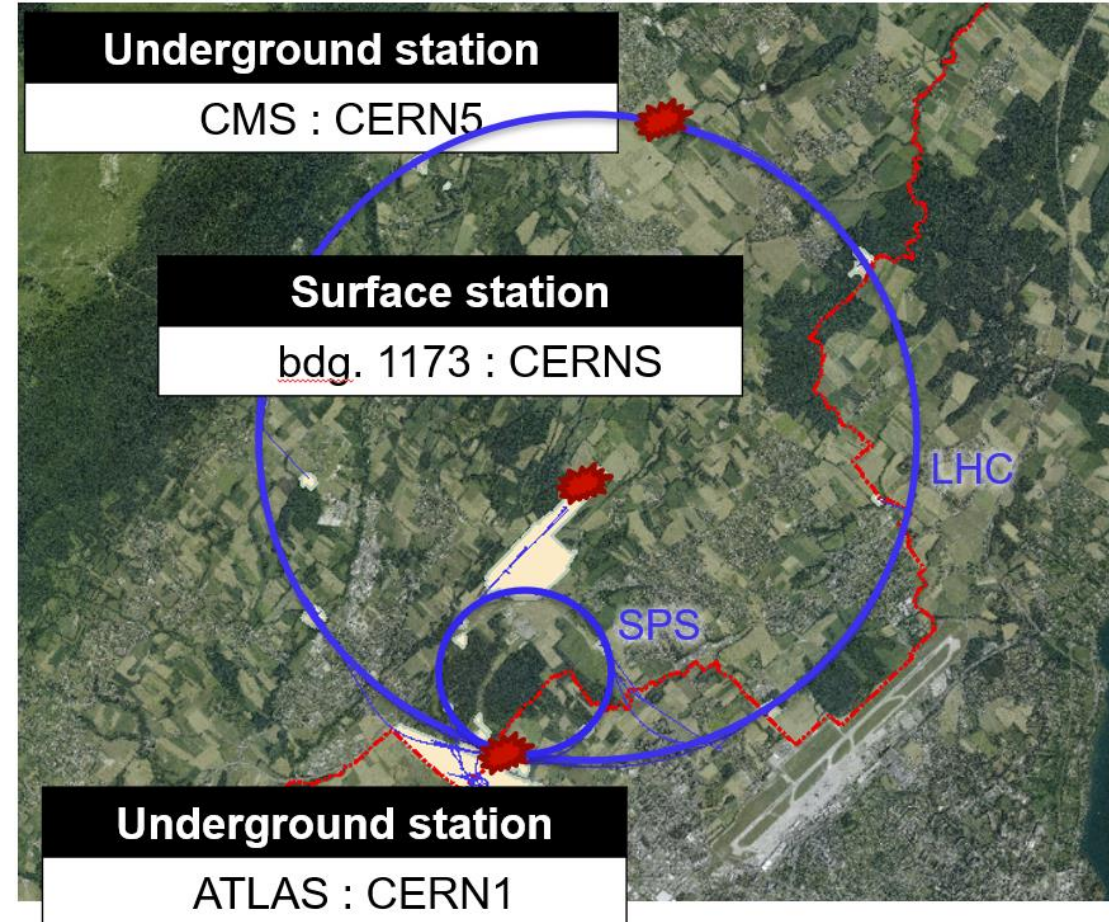 Underground station
CMS : CERN5
Surface station
bdg. 1173 : CERNS
LHC
SPS
Underground station
ATLAS : CERN1